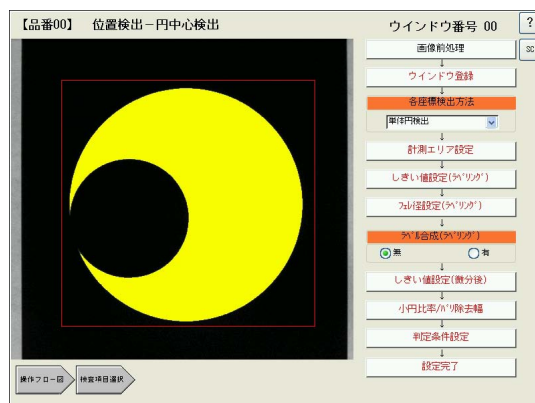 【品番00】 位置検出－円中心検出
ウインドウ番号 00
?
SC
画像前処理
↓
ウインドウ登録
↓
各座標検出方法
単体円検出
↓
計測エリア設定
↓
しきい値設定(ﾗﾍﾞﾘﾝｸﾞ)
↓
ﾌｪﾚ径設定(ﾗﾍﾞﾘﾝｸﾞ)
↓
ﾗﾍﾞﾙ合成(ﾗﾍﾞﾘﾝｸﾞ)
無 有
↓
しきい値設定(微分後)
↓
小円比率/ﾊﾞﾘ除去幅
↓
判定条件設定
↓
設定完了
操作フロー図
検査項目選択